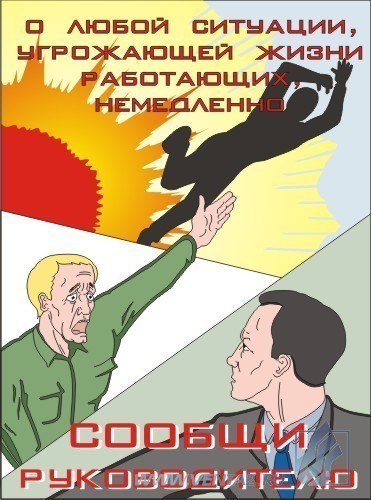 О ЛЮБОЙ СИТУАЦИИ,
УГРОЖАЮЩЕЙ ЖИЗНИ
РАБОТАЮЩИХ,
НЕМЕДЛЕННО
СООБЩИ
РУКОВОДИТЕЛЮ